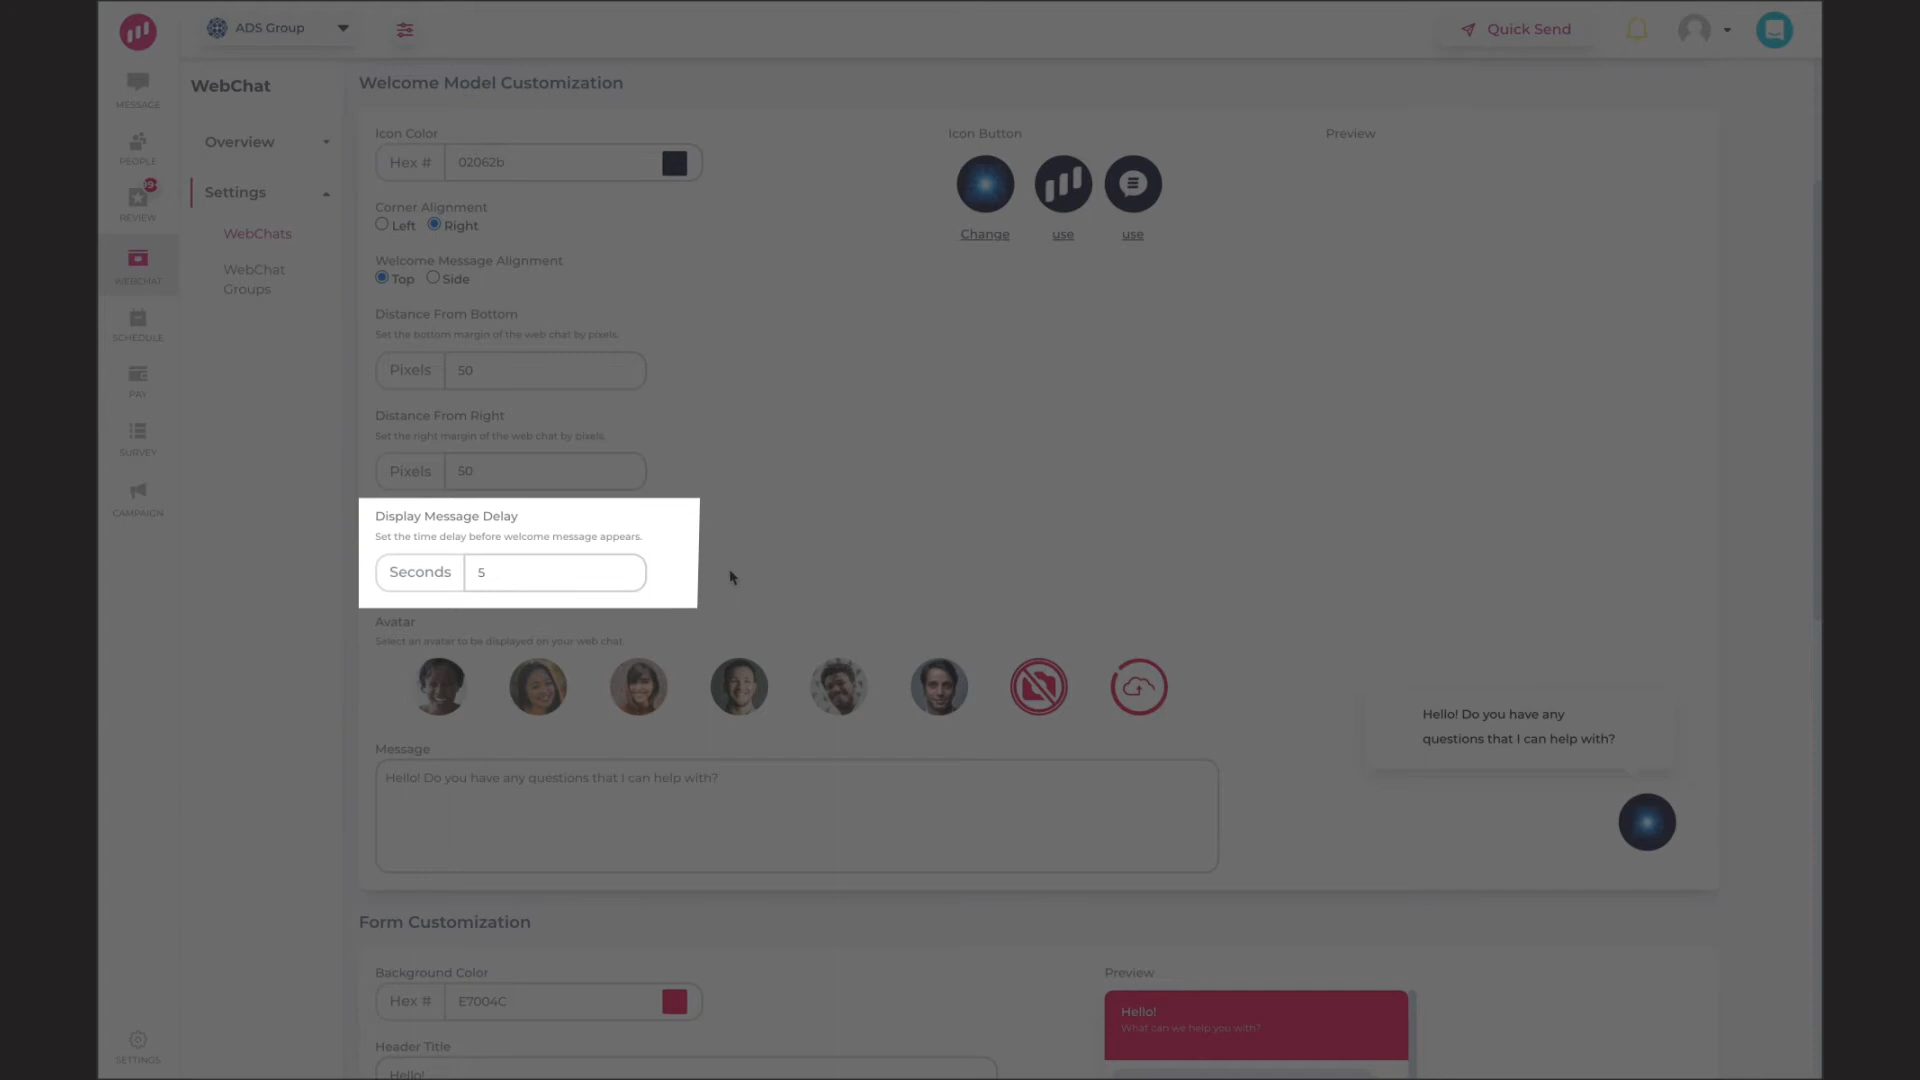 ADS Group
Quick Send
MESSAGE
PEOPLE
99+
REVIEW
WEBCHAT
SCHEDULE
PAY
SURVEY
CAMPAIGN
SETTINGS
WebChat
Overview
Settings
WebChats
WebChat
Groups
Welcome Model Customization
Icon Color
Hex # 02062b
Corner Alignment
Left Right
Welcome Message Alignment
Top Side
Distance From Bottom
Set the bottom margin of the web chat by pixels.
Pixels 50
Distance From Right
Set the right margin of the web chat by pixels.
Pixels 50
Display Message Delay
Set the time delay before welcome message appears.
Seconds 5
Avatar
Select an avatar to be displayed on your web chat.
Message
Hello! Do you have any questions that I can help with?
Icon Button
Change use use
Preview
Hello! Do you have any
questions that I can help with?
Form Customization
Background Color
Hex # E7004C
Header Title
Hello!
Preview
Hello!
What can we help you with?